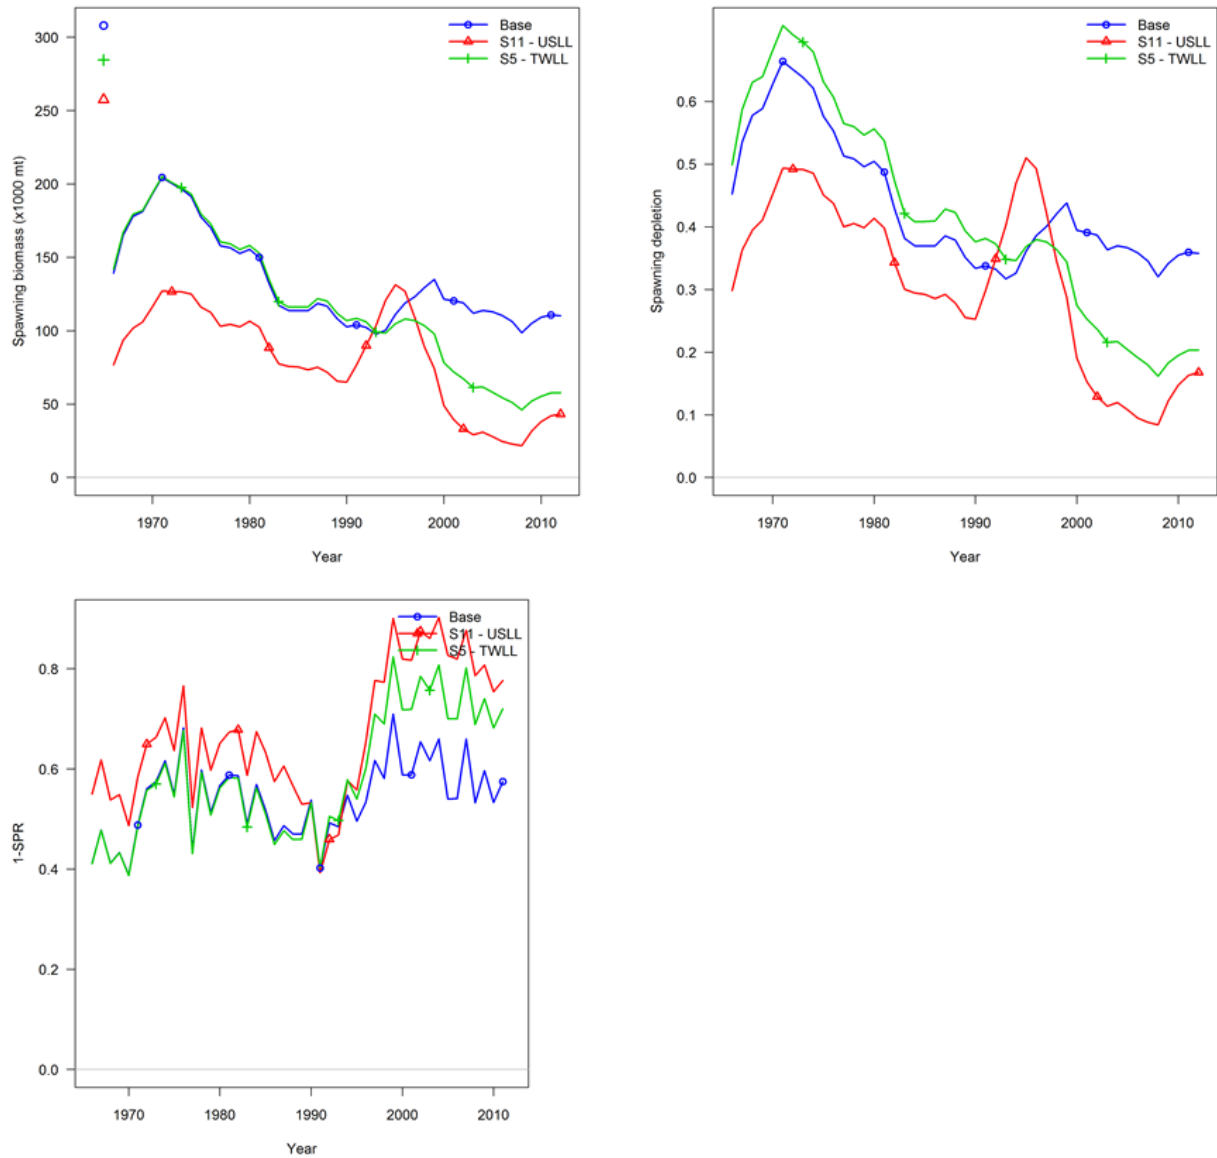 Base
S11 - USLL
S5 - TWLL
300
250
200
150
100
50
0
Spawning biomass (x1000 mt)
1970 1980 1990 2000 2010
Year
Base
S11 - USLL
S5 - TWLL
0.6
0.5
0.4
0.3
0.2
0.1
0.0
Spawning depletion
1970 1980 1990 2000 2010
Year
Base
S11 - USLL
S5 - TWLL
0.8
0.6
0.4
0.2
0.0
1-SPR
1970 1980 1990 2000 2010
Year